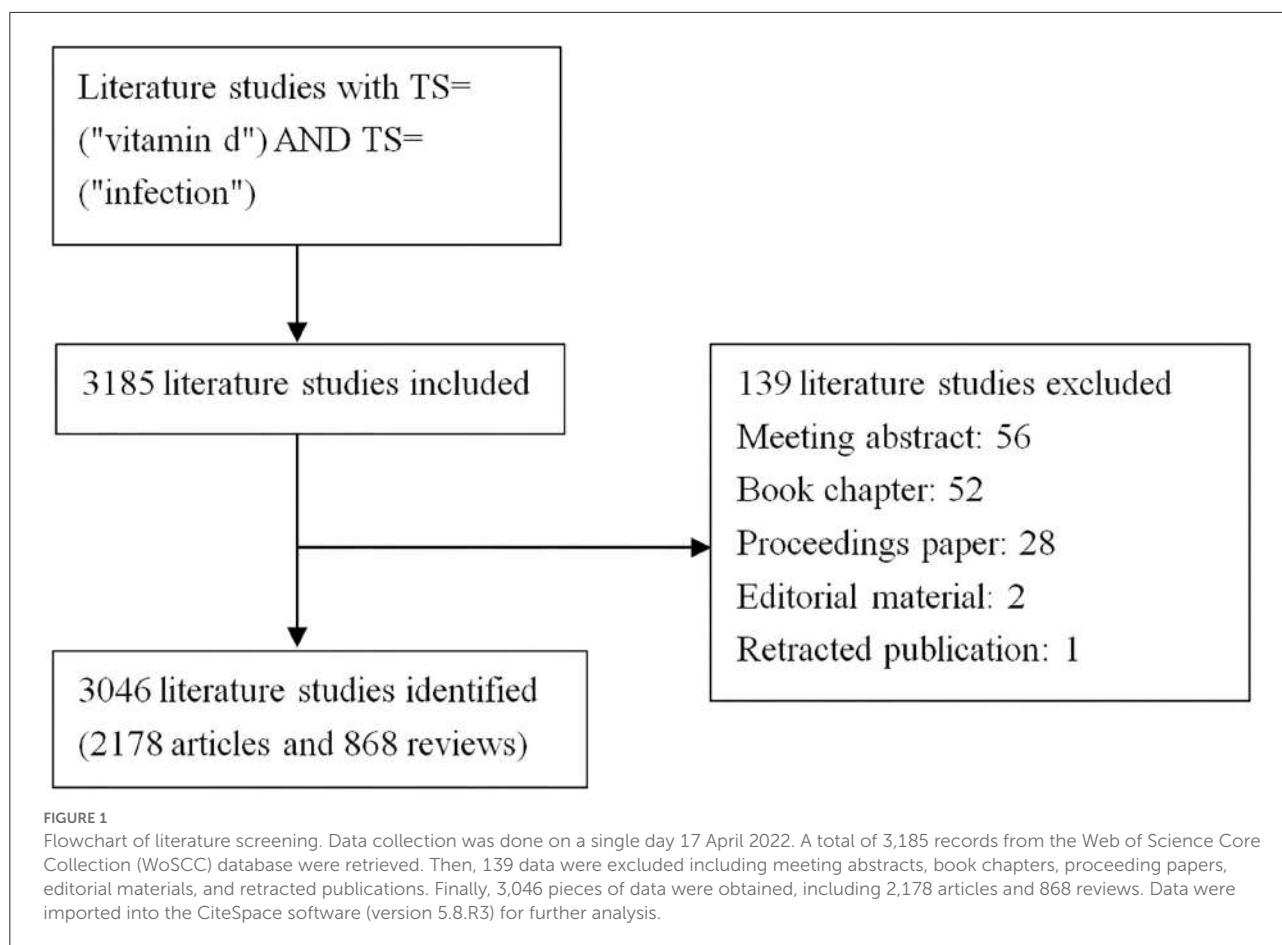 Literature studies with TS=
("vitamin d") AND TS=
("infection")
3185 literature studies included
139 literature studies excluded
Meeting abstract: 56
Book chapter: 52
Proceedings paper: 28
Editorial material: 2
Retracted publication: 1
3046 literature studies identified
(2178 articles and 868 reviews)
FIGURE 1
Flowchart of literature screening. Data collection was done on a single day 17 April 2022. A total of 3,185 records from the Web of Science Core
Collection (WoSCC) database were retrieved. Then, 139 data were excluded including meeting abstracts, book chapters, proceeding papers,
editorial materials, and retracted publications. Finally, 3,046 pieces of data were obtained, including 2,178 articles and 868 reviews. Data were
imported into the CiteSpace software (version 5.8.R3) for further analysis.